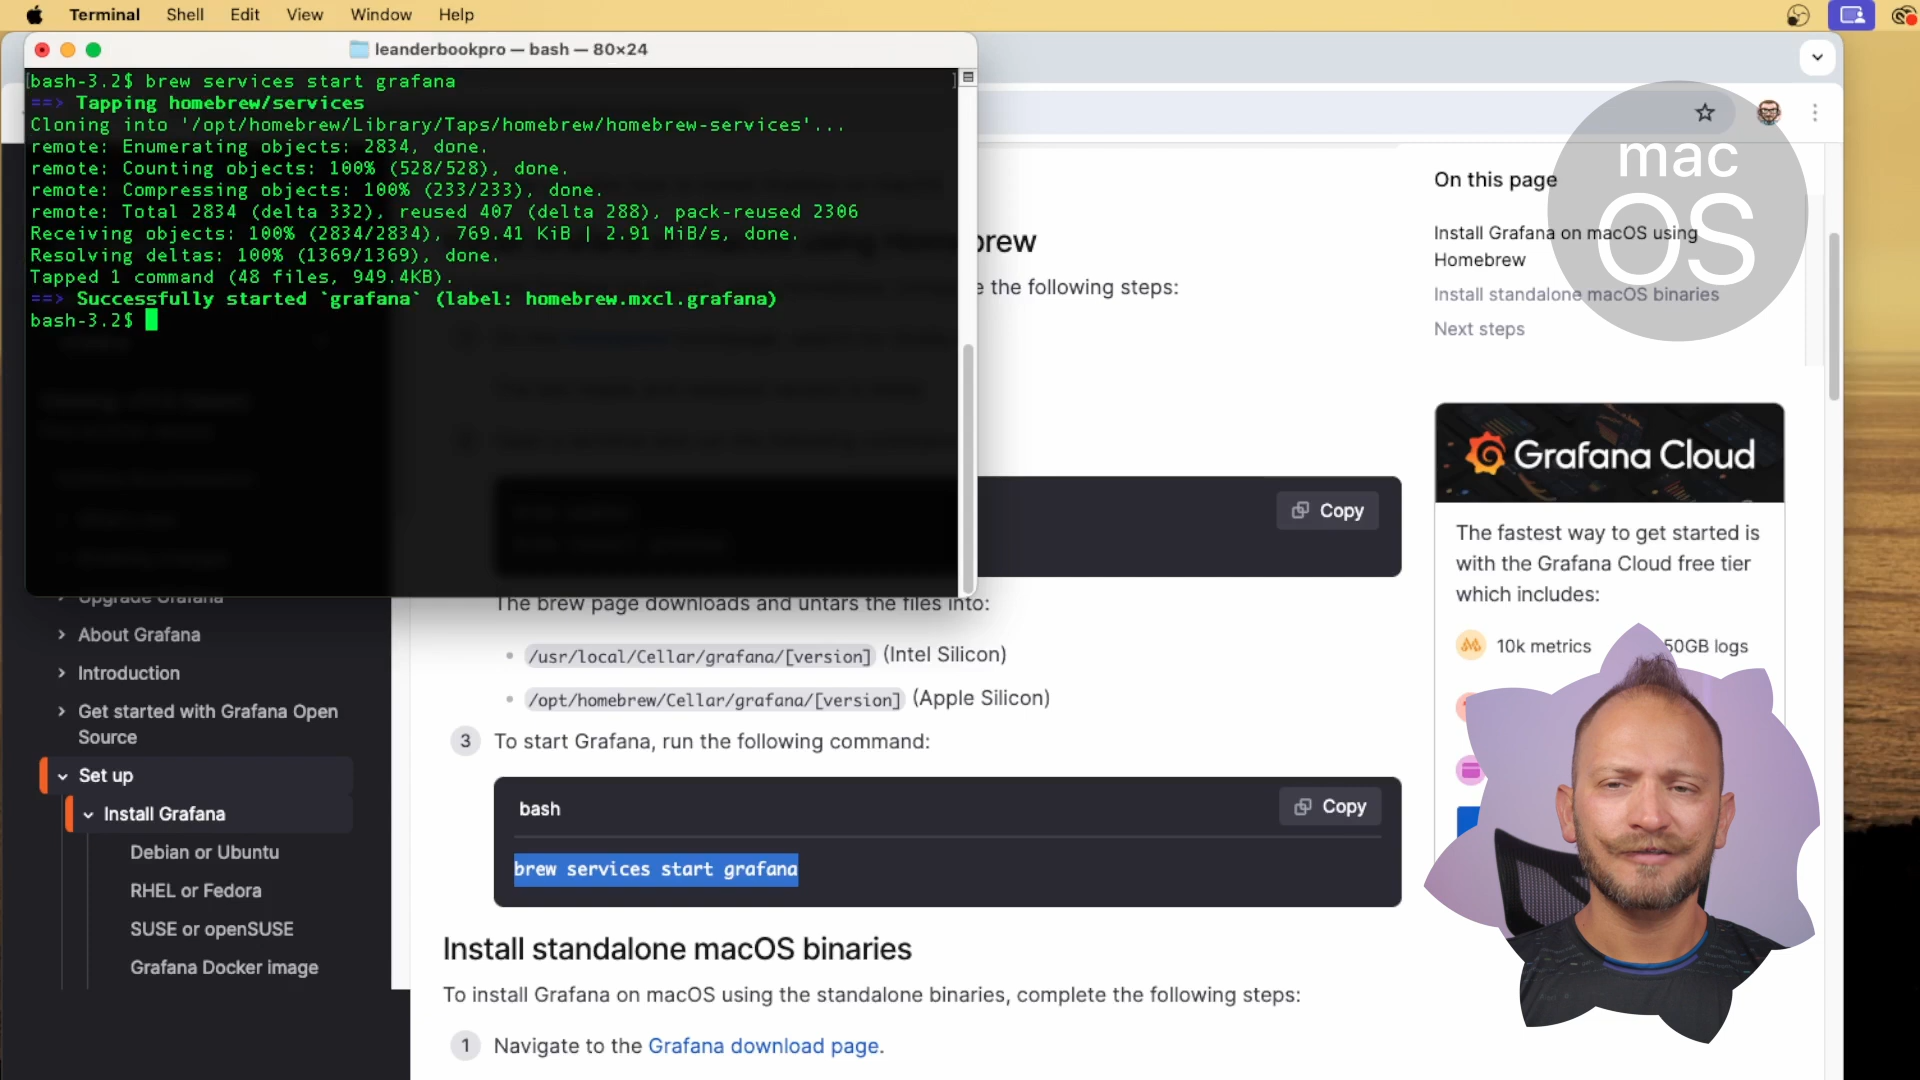 Terminal Shell Edit View Window Help
leanderbookpro — bash — 80×24
[bash-3.2$ brew services start grafana ]
==> Tapping homebrew/services
Cloning into '/opt/homebrew/Library/Taps/homebrew/homebrew-services'...
remote: Enumerating objects: 2834, done.
remote: Counting objects: 100% (528/528), done.
remote: Compressing objects: 100% (233/233), done.
remote: Total 2834 (delta 332), reused 407 (delta 288), pack-reused 2306
Receiving objects: 100% (2834/2834), 769.41 KiB | 2.91 MiB/s, done.
Resolving deltas: 100% (1369/1369), done.
Tapped 1 command (48 files, 949.4KB).
==> Successfully started `grafana` (label: homebrew.mxcl.grafana)
bash-3.2$
Upgrade Grafana
About Grafana
Introduction
Get started with Grafana Open
Source
Set up
Install Grafana
Debian or Ubuntu
RHEL or Fedora
SUSE or openSUSE
Grafana Docker image
brew
e the following steps:
Copy
The brew page downloads and untars the files into:
• /usr/local/Cellar/grafana/[version] (Intel Silicon)
• /opt/homebrew/Cellar/grafana/[version] (Apple Silicon)
3 To start Grafana, run the following command:
bash Copy
brew services start grafana
Install standalone macOS binaries
To install Grafana on macOS using the standalone binaries, complete the following steps:
1 Navigate to the Grafana download page.
mac
OS
On this page
Install Grafana on macOS using
Homebrew
Install standalone macOS binaries
Next steps
Grafana Cloud
The fastest way to get started is
with the Grafana Cloud free tier
which includes:
10k metrics 50GB logs